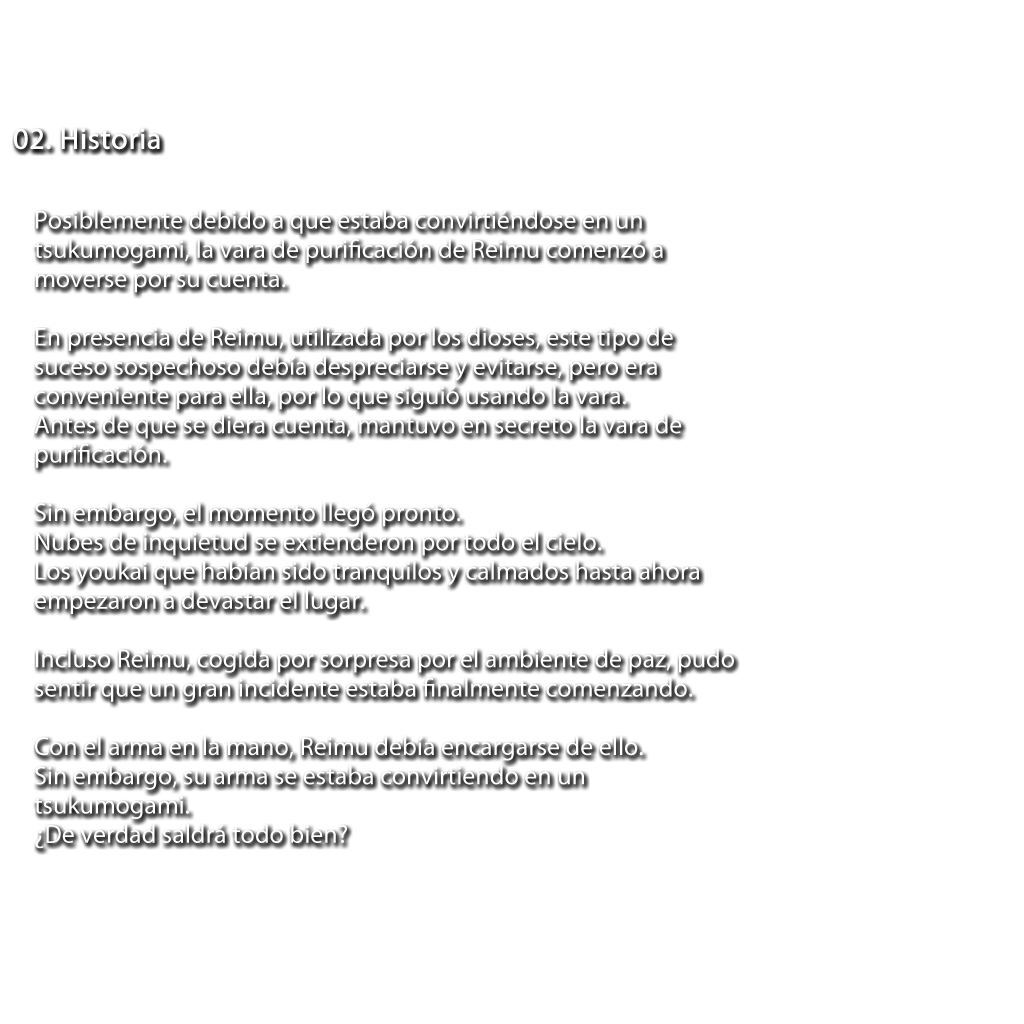 02. Historia
Posiblemente debido a que estaba convirtiéndose en un
tsukumogami, la vara de purificación de Reimu comenzó a
moverse por su cuenta.
En presencia de Reimu, utilizada por los dioses, este tipo de
suceso sospechoso debía despreciarse y evitarse, pero era
conveniente para ella, por lo que siguió usando la vara.
Antes de que se diera cuenta, mantuvo en secreto la vara de
purificación.
Sin embargo, el momento llegó pronto.
Nubes de inquietud se extienderon por todo el cielo.
Los youkai que habían sido tranquilos y calmados hasta ahora
empezaron a devastar el lugar.
Incluso Reimu, cogida por sorpresa por el ambiente de paz, pudo
sentir que un gran incidente estaba finalmente comenzando.
Con el arma en la mano, Reimu debía encargarse de ello.
Sin embargo, su arma se estaba convirtiendo en un
tsukumogami.
¿De verdad saldrá todo bien?